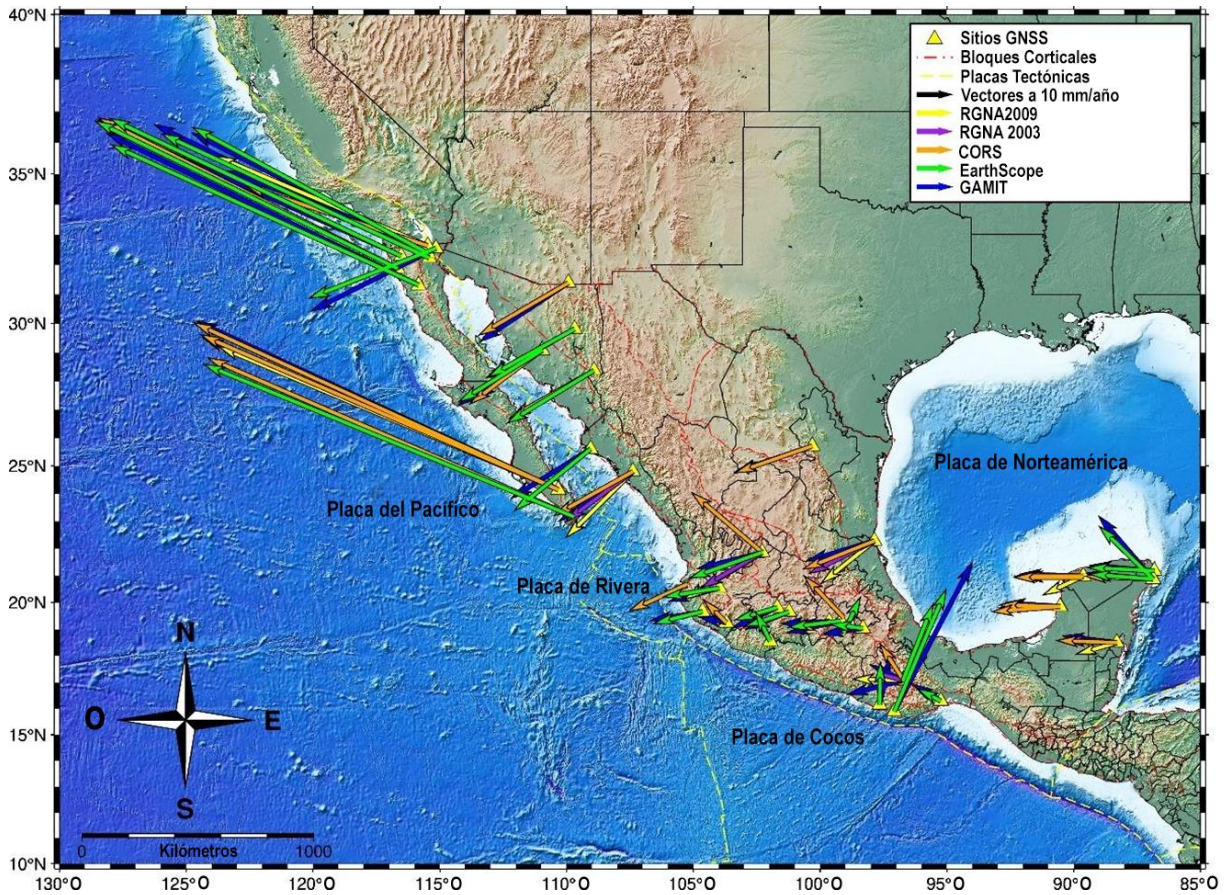 40°N
35°N
30°N
25°N
20°N
15°N
10°N
Sitios GNSS
Bloques Corticales
Placas Tectónicas
Vectores a 10 mm/año
RGNA2009
RGNA 2003
CORS
EarthScope
GAMIT
Placa de Norteamérica
Placa del Pacífico
Placa de Rivera
Placa de Cocos
N
O
E
S
0
Kilómetros
1000
130°O
125°O
120°O
115°O
110°O
105°O
100°O
95°O
90°O
85°O